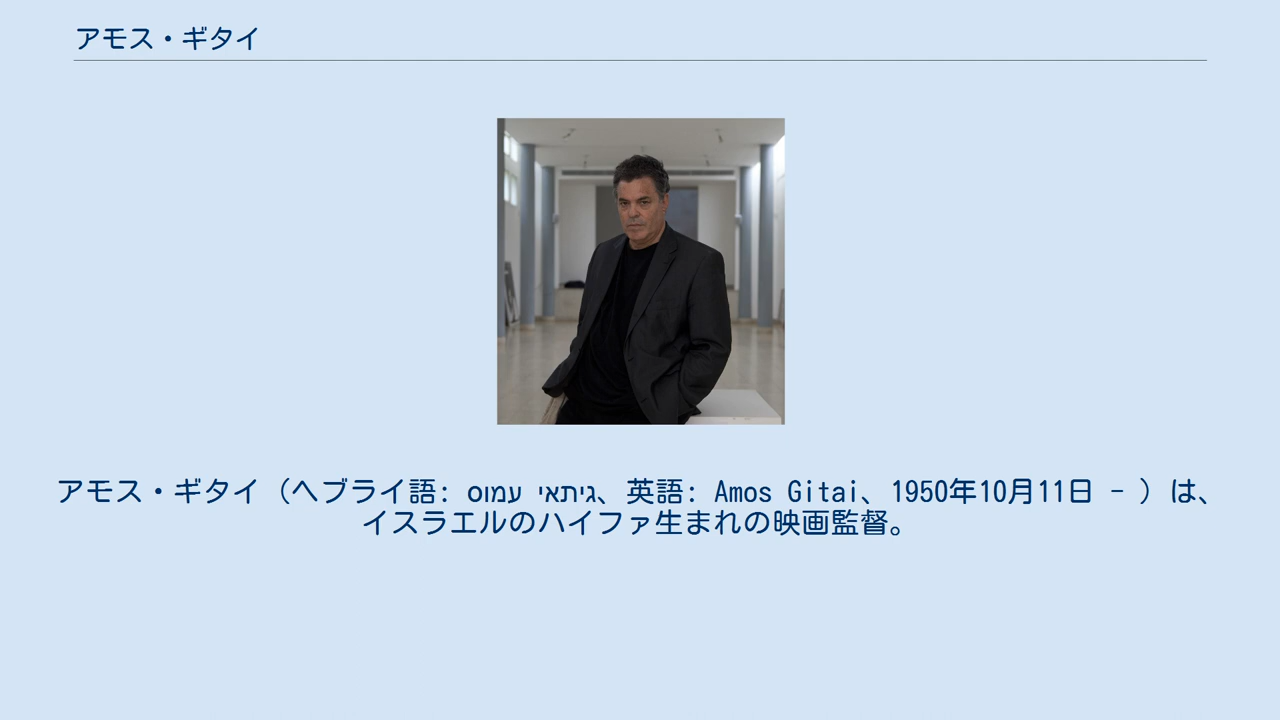 アモス・ギタイ
アモス・ギタイ（ヘブライ語: עמוס גיתאי、英語: Amos Gitai、1950年10月11日 - ）は、
イスラエルのハイファ生まれの映画監督。